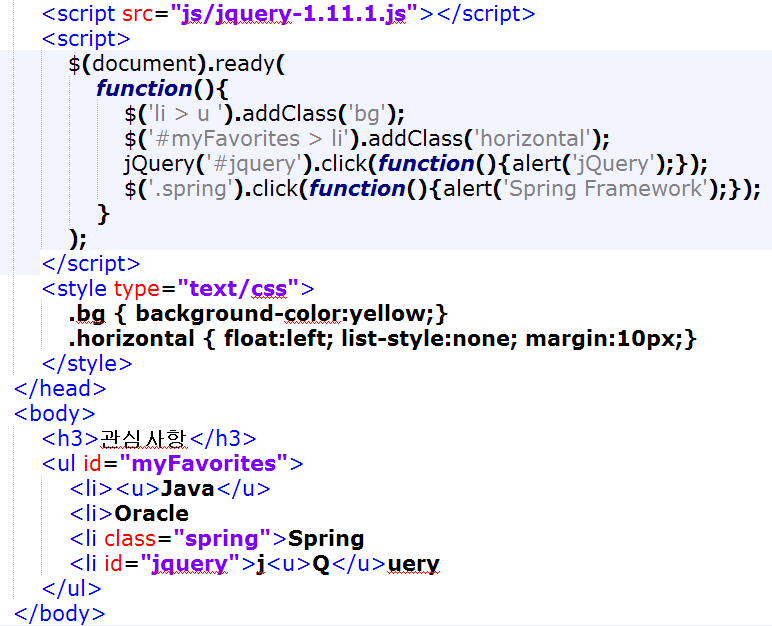 <script src="js/jquery-1.11.1.js"></script>
<script>
$(document).ready(
function(){
$('li > u ').addClass('bg');
$('#myFavorites > li').addClass('horizontal');
jQuery('#jquery').click(function(){alert('jQuery');});
$('.spring').click(function(){alert('Spring Framework');});
}
);
</script>
<style type="text/css">
.bg { background-color:yellow;}
.horizontal { float:left; list-style:none; margin:10px;}
</style>
</head>
<body>
<h3>관심사항</h3>
<ul id="myFavorites">
<li><u>Java</u>
<li>Oracle
<li class="spring">Spring
<li id="jquery">j<u>Q</u>uery
</ul>
</body>